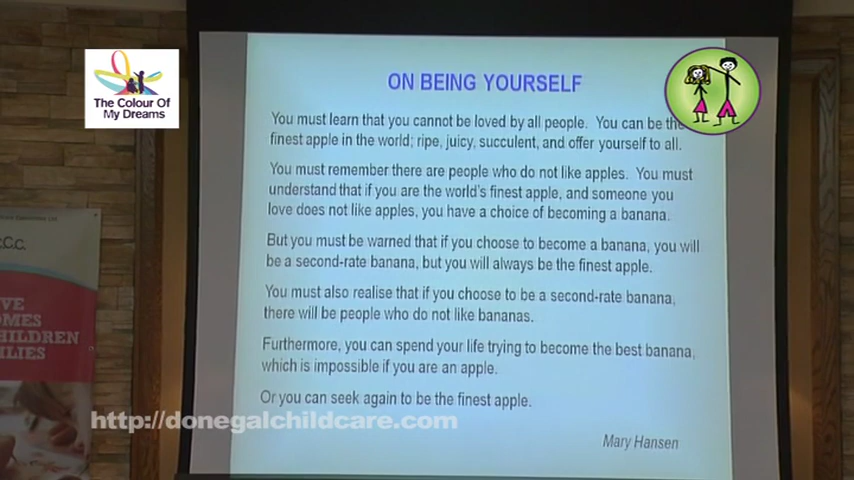 The Colour Of
My Dreams
ON BEING YOURSELF
You must learn that you cannot be loved by all people. You can be the
finest apple in the world; ripe, juicy, succulent, and offer yourself to all.
You must remember there are people who do not like apples. You must
understand that if you are the world's finest apple, and someone you
love does not like apples, you have a choice of becoming a banana.
But you must be warned that if you choose to become a banana, you will
be a second-rate banana, but you will always be the finest apple.
You must also realise that if you choose to be a second-rate banana,
there will be people who do not like bananas.
Furthermore, you can spend your life trying to become the best banana,
which is impossible if you are an apple.
Or you can seek again to be the finest apple.
Mary Hansen
C.C.
VE
OMES
HILDREN
ILIES
http://donegalchildcare.com